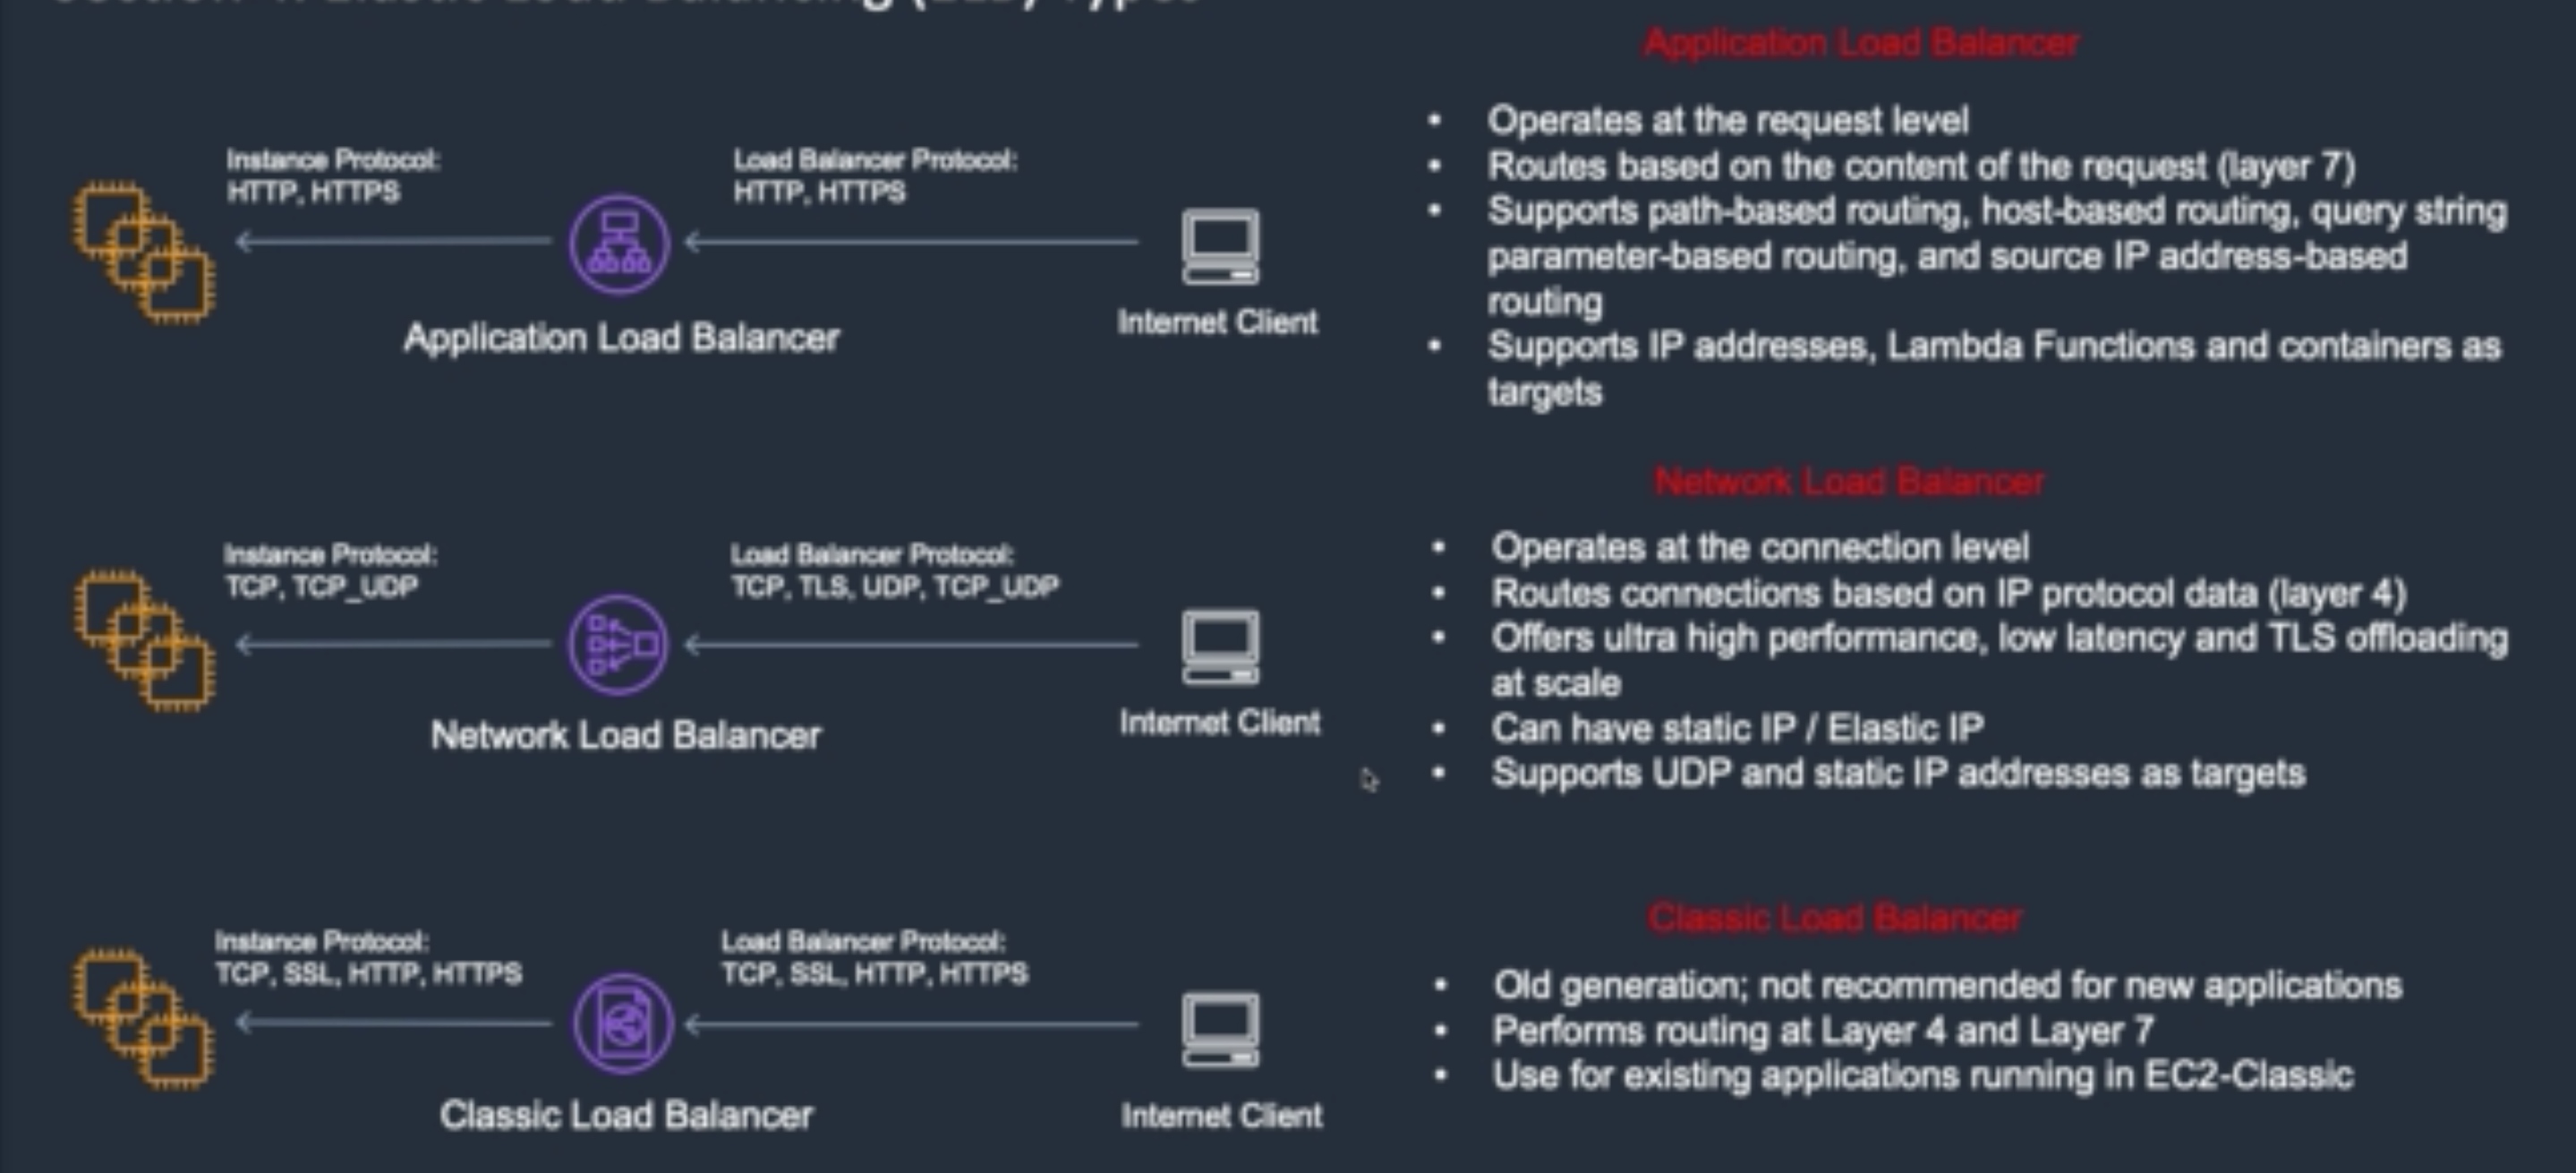 Elastic Load Balancing (ELB) Types
Application Load Balancer
Instance Protocol:
HTTP, HTTPS
Load Balancer Protocol:
HTTP, HTTPS
Application Load Balancer
Internet Client
• Operates at the request level
• Routes based on the content of the request (layer 7)
• Supports path-based routing, host-based routing, query string
parameter-based routing, and source IP address-based
routing
• Supports IP addresses, Lambda Functions and containers as
targets
Network Load Balancer
Instance Protocol:
TCP, TCP_UDP
Load Balancer Protocol:
TCP, TLS, UDP, TCP_UDP
Network Load Balancer
Internet Client
• Operates at the connection level
• Routes connections based on IP protocol data (layer 4)
• Offers ultra high performance, low latency and TLS offloading
at scale
• Can have static IP / Elastic IP
• Supports UDP and static IP addresses as targets
Classic Load Balancer
Instance Protocol:
TCP, SSL, HTTP, HTTPS
Load Balancer Protocol:
TCP, SSL, HTTP, HTTPS
Classic Load Balancer
Internet Client
• Old generation; not recommended for new applications
• Performs routing at Layer 4 and Layer 7
• Use for existing applications running in EC2-Classic